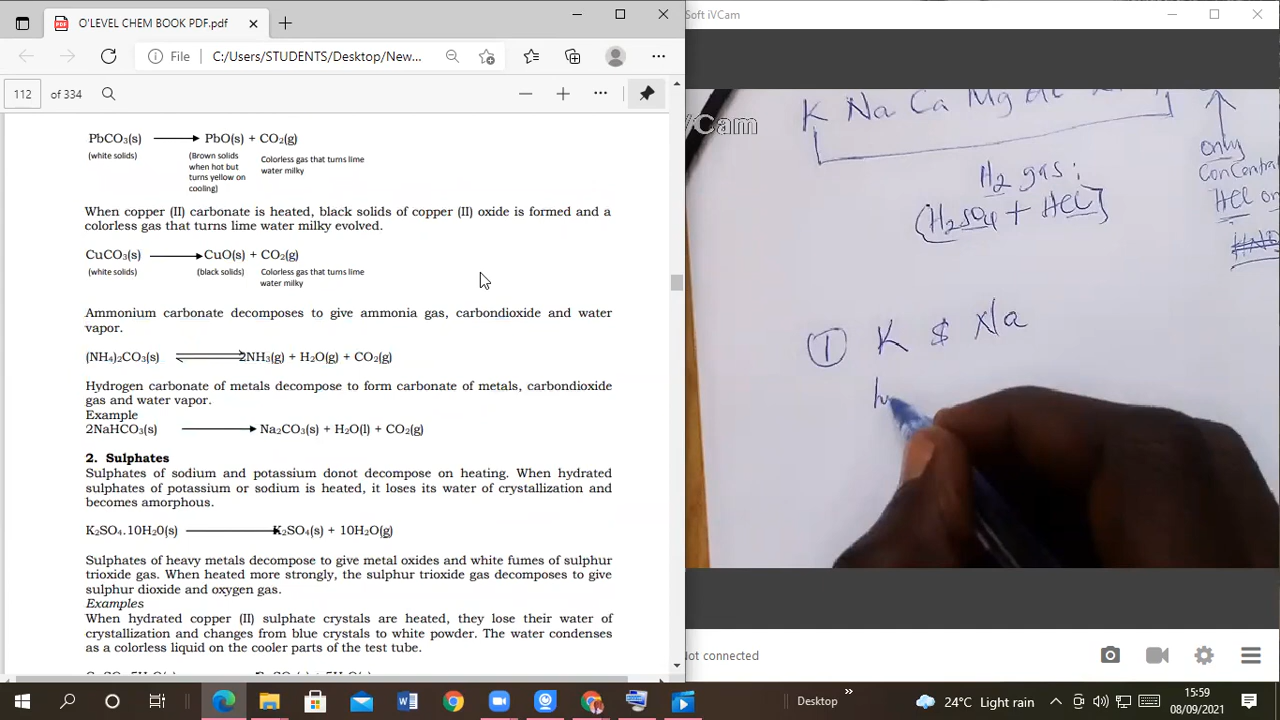 O'LEVEL CHEM BOOK PDF.pdf
File C:/Users/STUDENTS/Desktop/New...
112 of 334
PbCO3(s) PbO(s) + CO2(g)
(white solids) (Brown solids when hot but turns yellow on cooling) Colorless gas that turns lime water milky
When copper (II) carbonate is heated, black solids of copper (II) oxide is formed and a
colorless gas that turns lime water milky evolved.
CuCO3(s) CuO(s) + CO2(g)
(white solids) (black solids) Colorless gas that turns lime
water milky
Ammonium carbonate decomposes to give ammonia gas, carbondioxide and water
vapor.
(NH4)2CO3(s) 2NH3(g) + H2O(g) + CO2(g)
Hydrogen carbonate of metals decompose to form carbonate of metals, carbondioxide
gas and water vapor.
Example
2NaHCO3(s) Na2CO3(s) + H2O(l) + CO2(g)
2. Sulphates
Sulphates of sodium and potassium donot decompose on heating. When hydrated
sulphates of potassium or sodium is heated, it loses its water of crystallization and
becomes amorphous.
K2SO4.10H20(s) K2SO4(s) + 10H2O(g)
Sulphates of heavy metals decompose to give metal oxides and white fumes of sulphur
trioxide gas. When heated more strongly, the sulphur trioxide gas decomposes to give
sulphur dioxide and oxygen gas.
Examples
When hydrated copper (II) sulphate crystals are heated, they lose their water of
crystallization and changes from blue crystals to white powder. The water condenses
as a colorless liquid on the cooler parts of the test tube.
Soft iVCam
/Cam
K Na Ca Mg
H2 gas:
(H2SO4 + HCl)
only
ConContra
HCl or
1 K $ Na
Not connected
Desktop »
24°C Light rain
15:59
08/09/2021